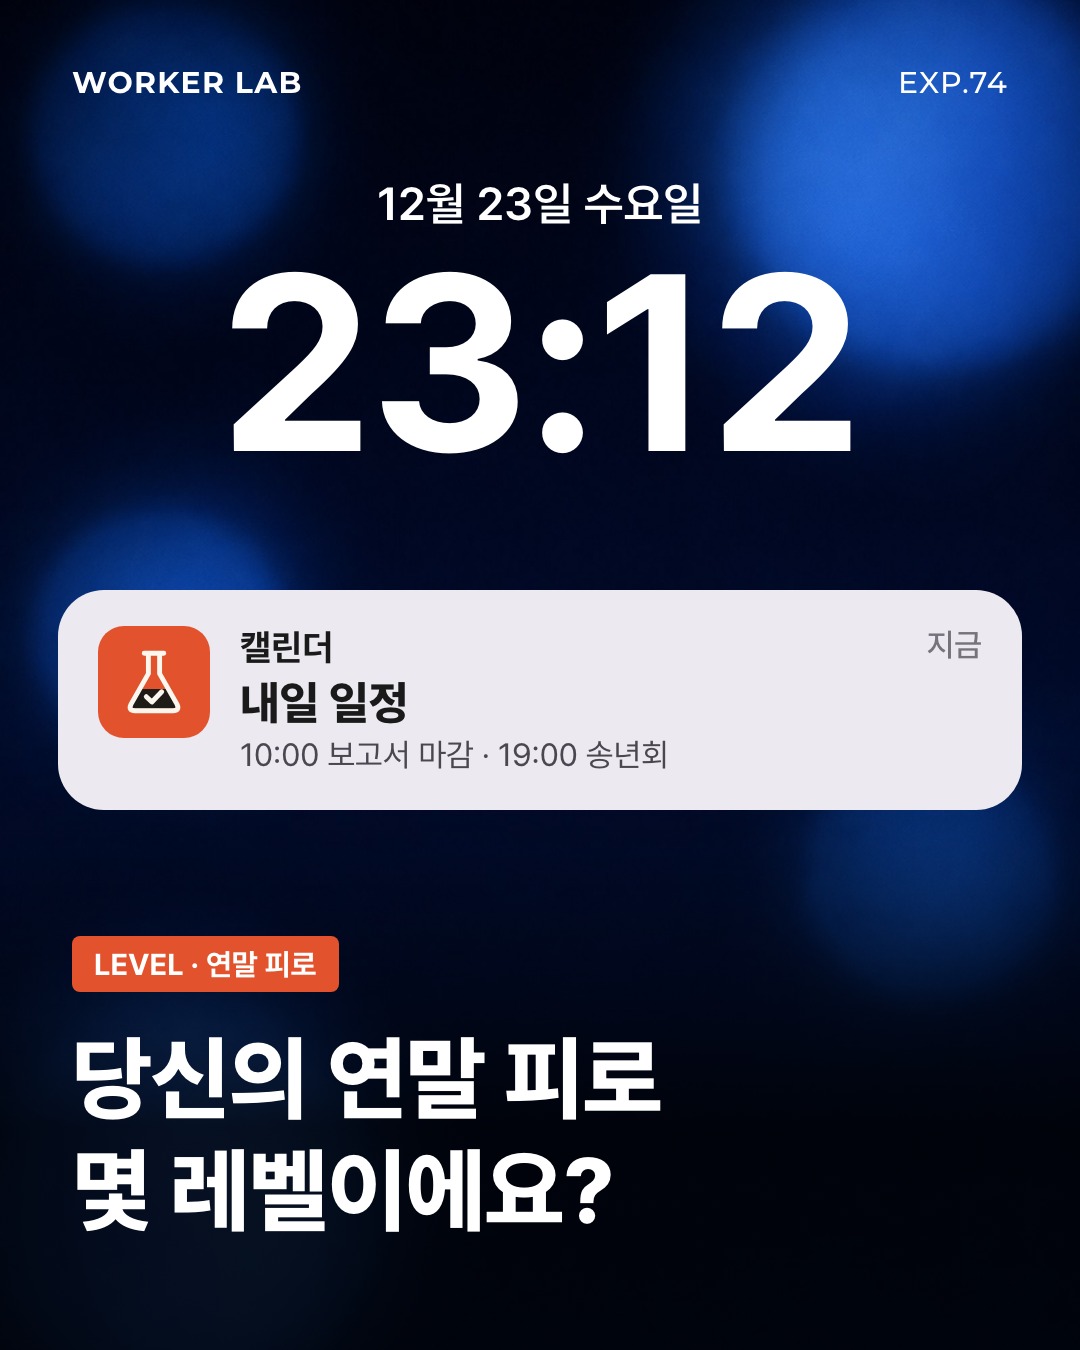 WORKER LAB
EXP.74
12월 23일 수요일
23:12
캘린더
지금
내일 일정
10:00 보고서 마감 · 19:00 송년회
LEVEL · 연말 피로
당신의 연말 피로
몇 레벨이에요?